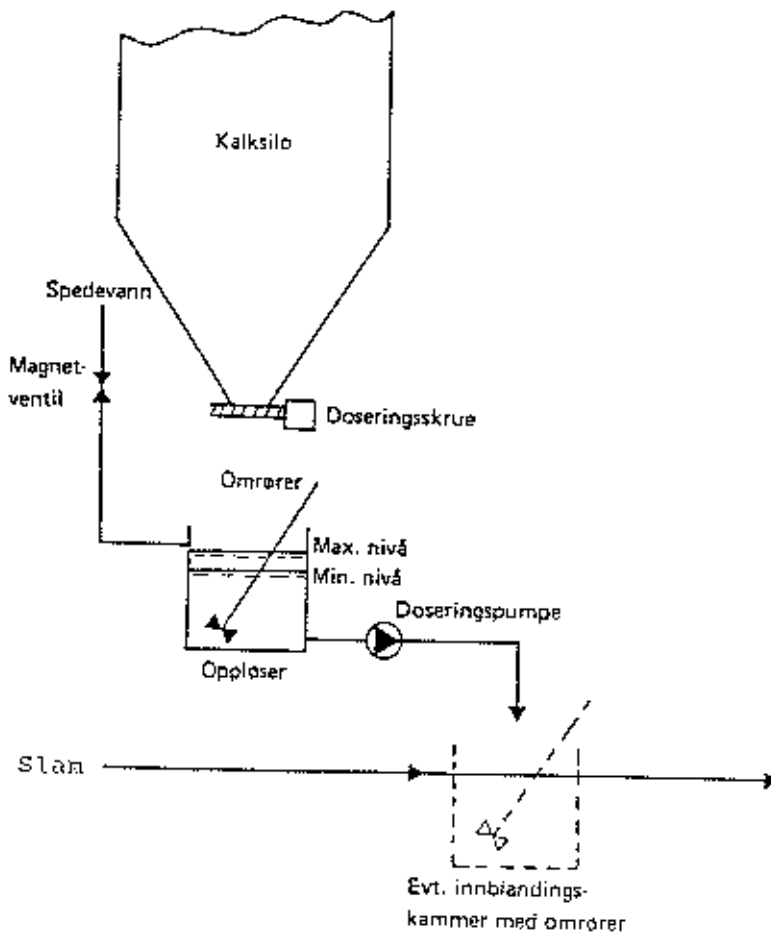 Kalksilo
Spedevann
Magnet-
ventil
Doseringsskrue
Omrører
Max. nivå
Min. nivå
Doseringspumpe
Oppløser
Slam
Evt. innblandings-
kammer med omrører